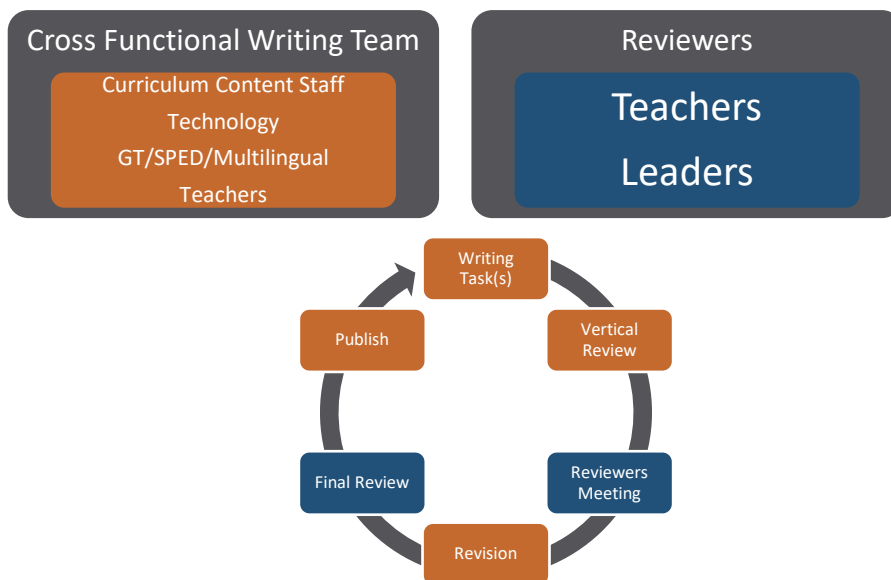 Cross Functional Writing Team
Curriculum Content Staff
Technology
GT/SPED/Multilingual
Teachers
Reviewers
Teachers
Leaders
Writing
Task(s)
Vertical
Review
Reviewers
Meeting
Revision
Final Review
Publish